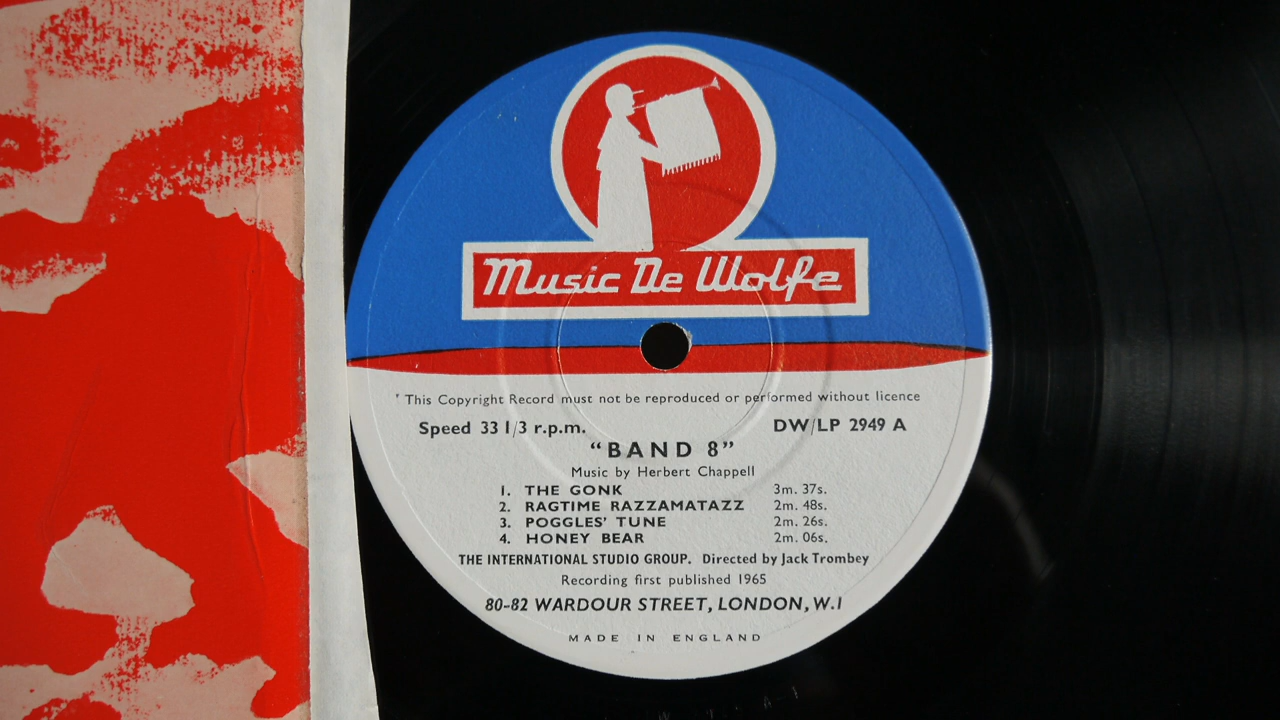 Music De Wolfe
* This Copyright Record must not be reproduced or performed without licence
Speed 33 1/3 r.p.m. DW/LP 2949 A
"BAND 8"
Music by Herbert Chappell
1. THE GONK 3m. 37s.
2. RAGTIME RAZZAMATAZZ 2m. 48s.
3. POGGLES' TUNE 2m. 26s.
4. HONEY BEAR 2m. 06s.
THE INTERNATIONAL STUDIO GROUP. Directed by Jack Trombey
Recording first published 1965
80-82 WARDOUR STREET, LONDON, W.1
MADE IN ENGLAND